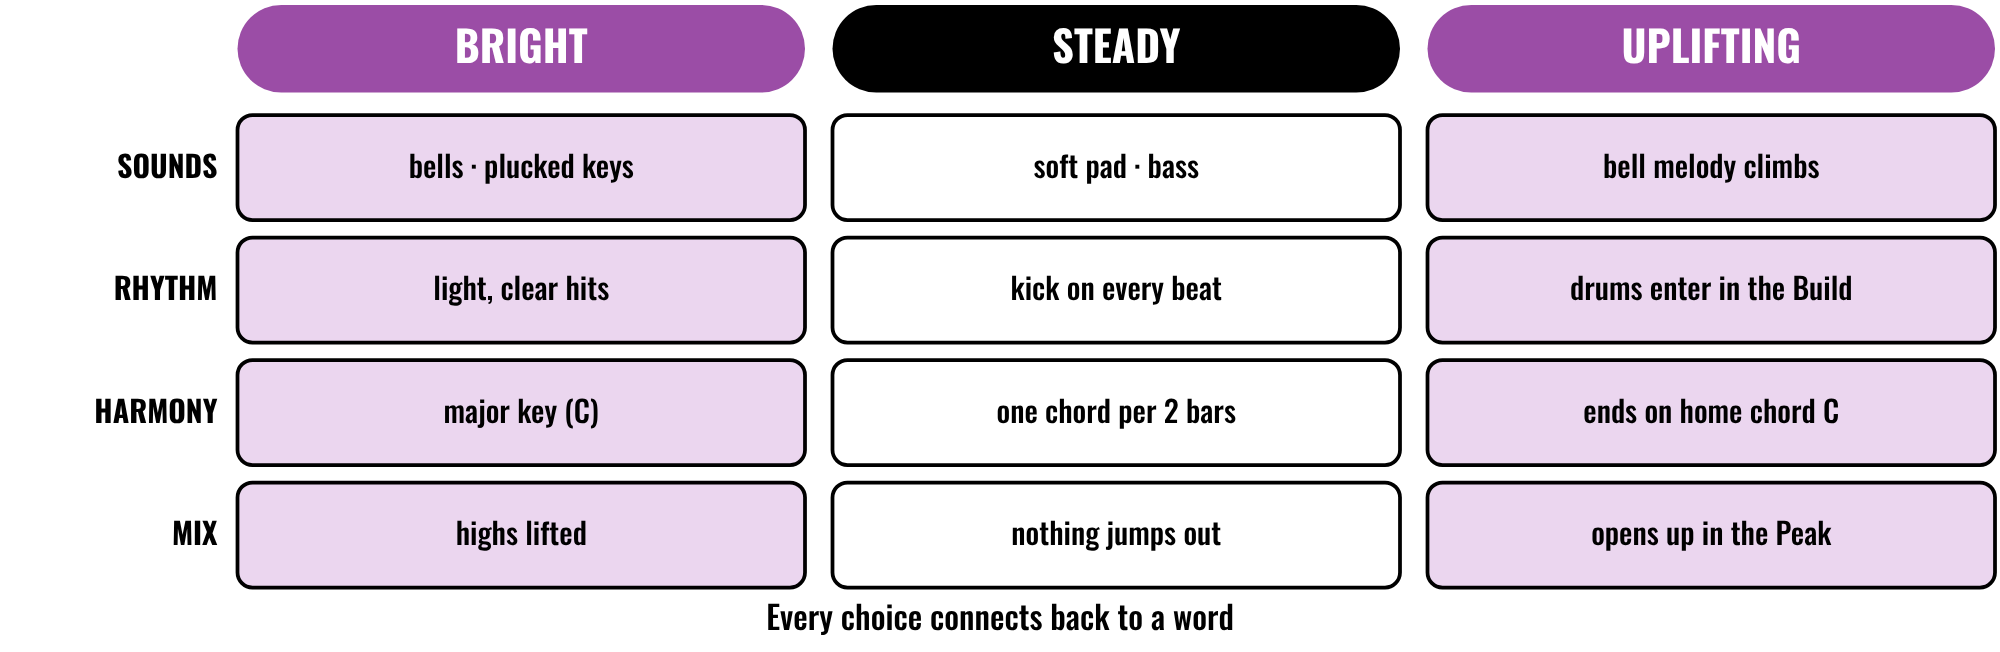 BRIGHT STEADY UPLIFTING
SOUNDS bells · plucked keys soft pad · bass bell melody climbs
RHYTHM light, clear hits kick on every beat drums enter in the Build
HARMONY major key (C) one chord per 2 bars ends on home chord C
MIX highs lifted nothing jumps out opens up in the Peak
Every choice connects back to a word